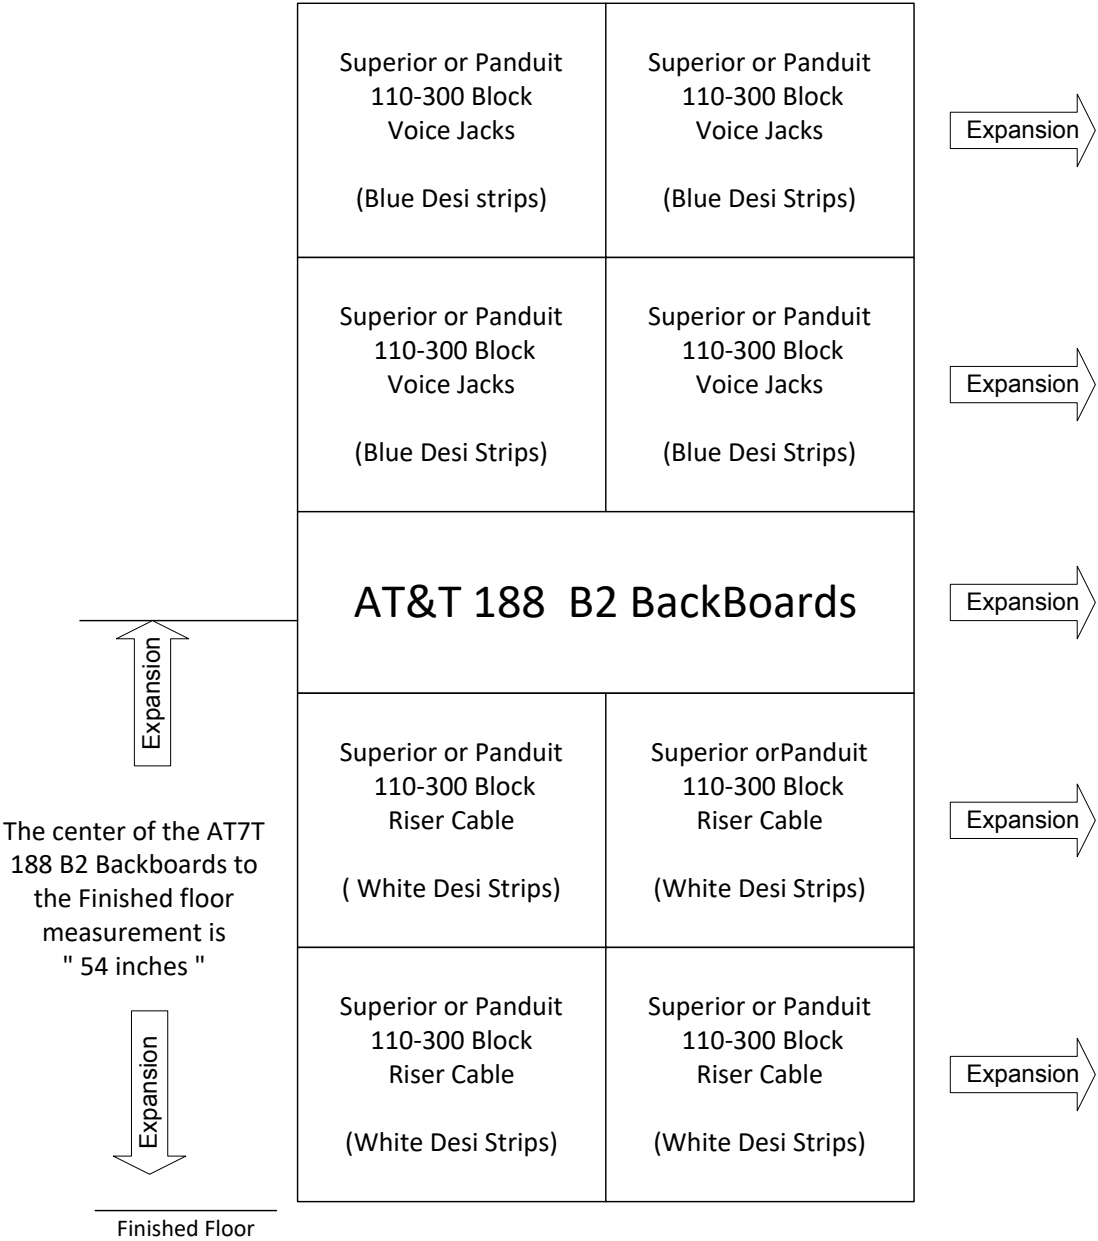 Superior or Panduit
110-300 Block
Voice Jacks
(Blue Desi strips)
Superior or Panduit
110-300 Block
Voice Jacks
(Blue Desi Strips)
Expansion
Superior or Panduit
110-300 Block
Voice Jacks
(Blue Desi Strips)
Superior or Panduit
110-300 Block
Voice Jacks
(Blue Desi Strips)
Expansion
AT&T 188  B2 BackBoards
Expansion
Expansion
Superior or Panduit
110-300 Block
Riser Cable
( White Desi Strips)
Superior orPanduit
110-300 Block
Riser Cable
(White Desi Strips)
Expansion
The center of the AT7T
188 B2 Backboards to
the Finished floor
measurement is
" 54 inches "
Superior or Panduit
110-300 Block
Riser Cable
(White Desi Strips)
Superior or Panduit
110-300 Block
Riser Cable
(White Desi Strips)
Expansion
Expansion
Finished Floor